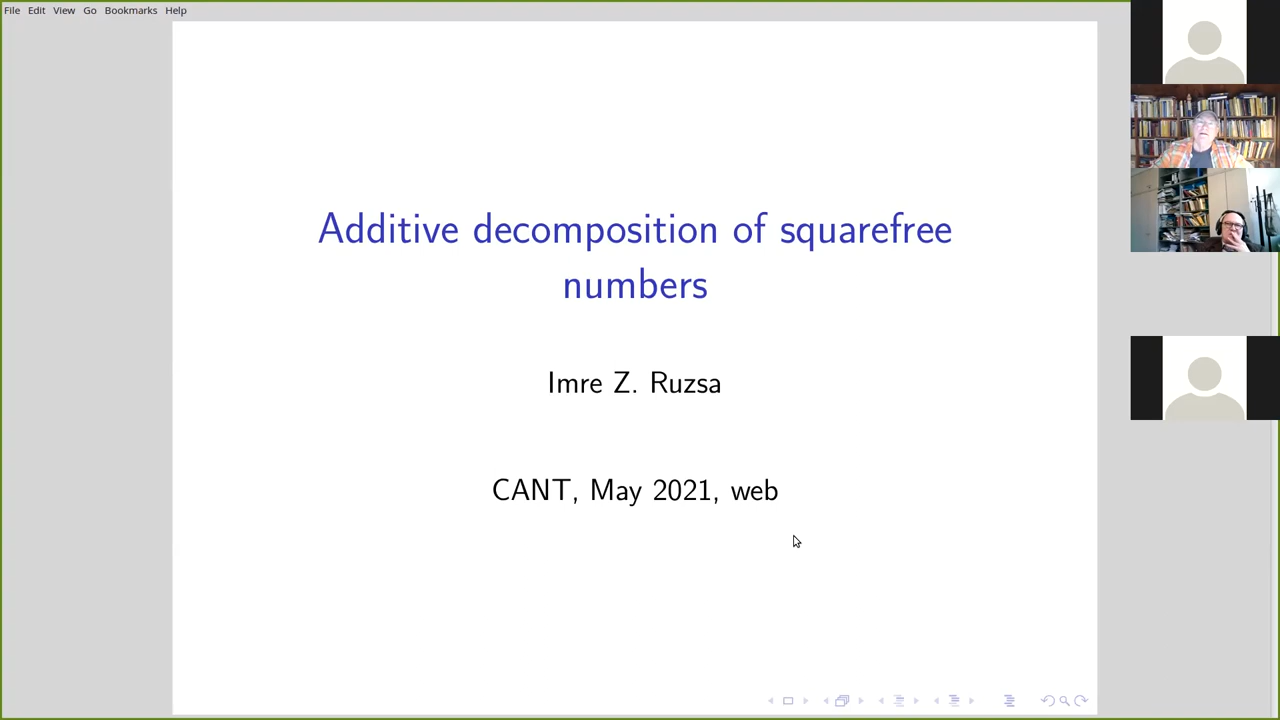 File Edit View Go Bookmarks Help
Additive decomposition of squarefree
numbers
Imre Z. Ruzsa
CANT, May 2021, web